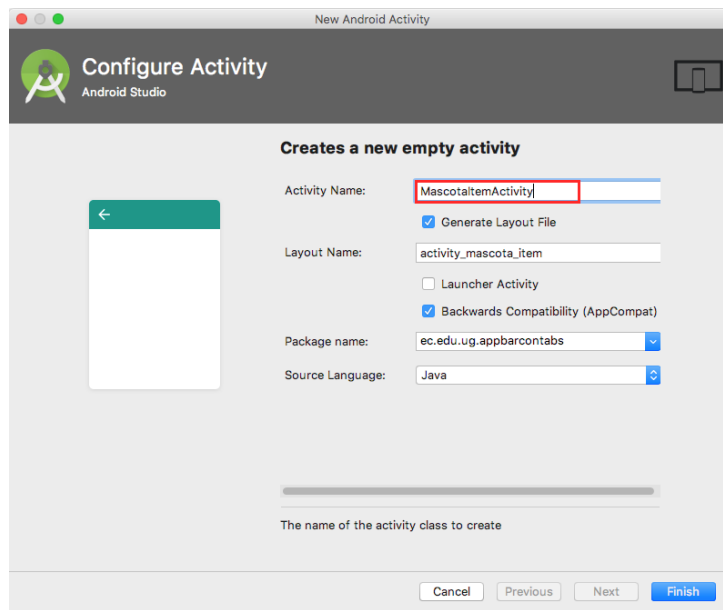 New Android Activity
Configure Activity
Android Studio
Creates a new empty activity
Activity Name: MascotaItemActivity
Generate Layout File
Layout Name: activity_mascota_item
Launcher Activity
Backwards Compatibility (AppCompat)
Package name: ec.edu.ug.appbarcontabs
Source Language: Java
The name of the activity class to create
Cancel Previous Next Finish